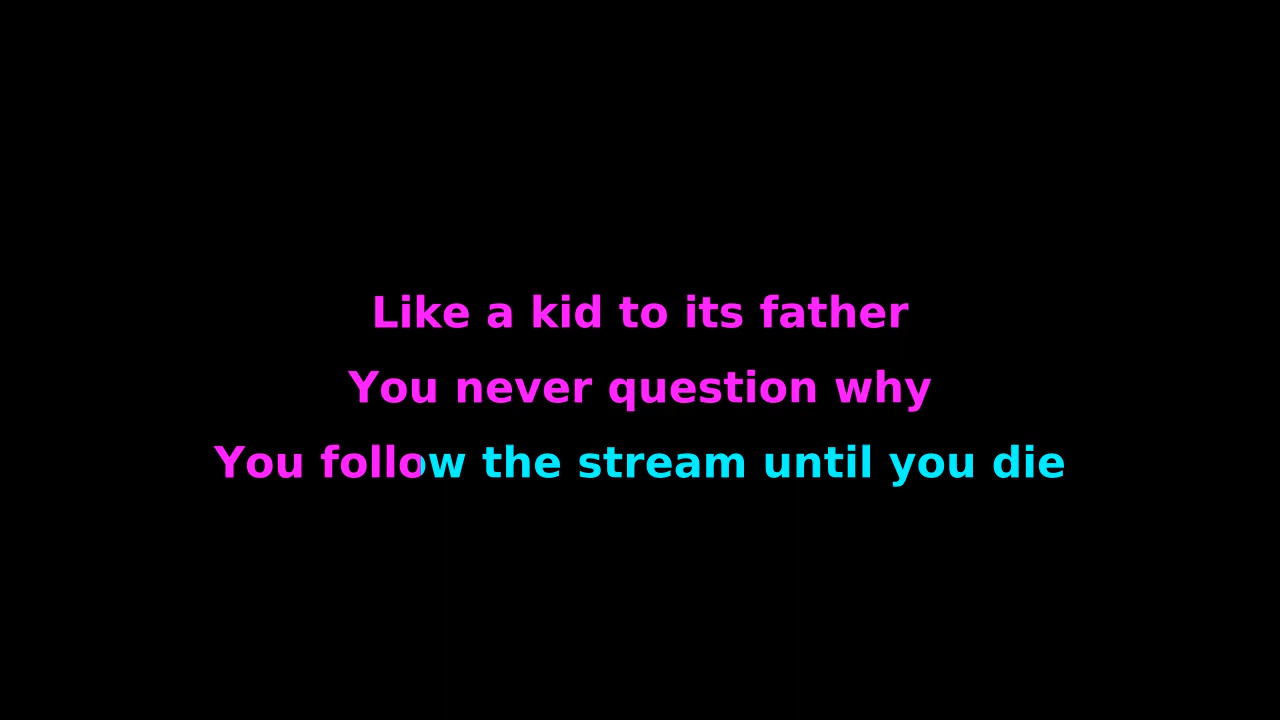 Like a kid to its father
You never question why
You follow the stream until you die